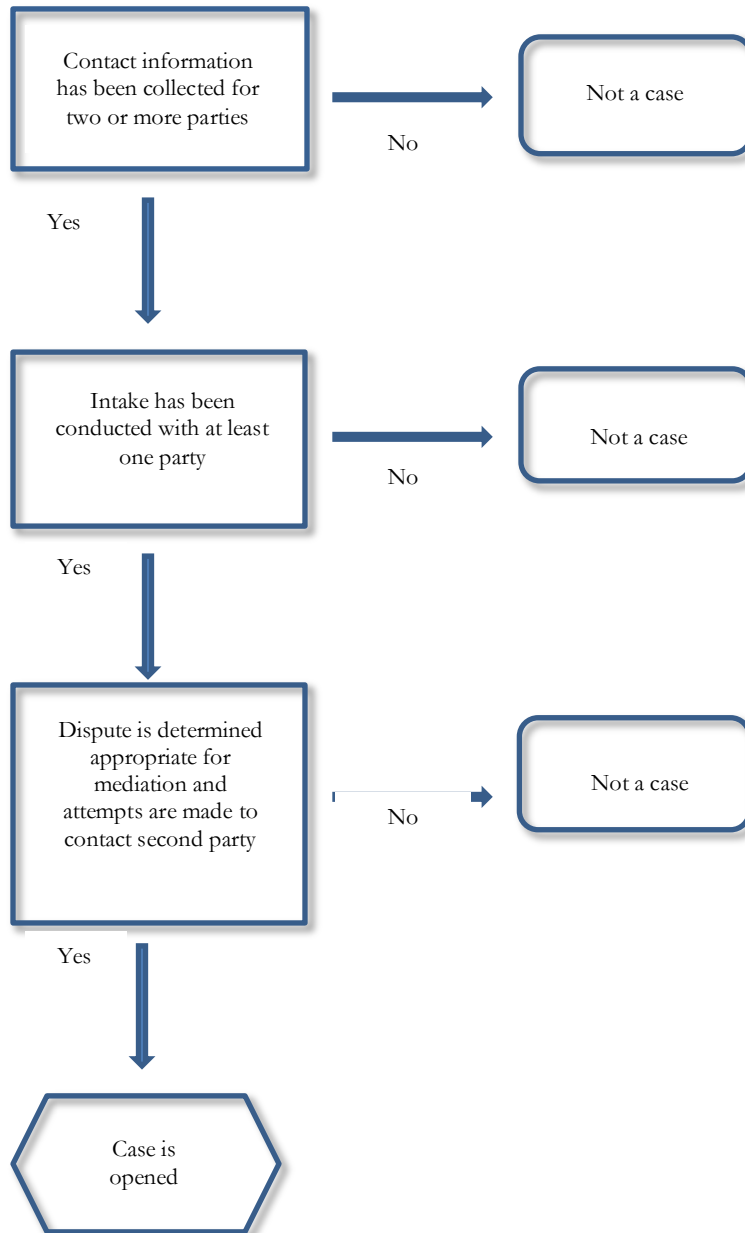 Contact information
has been collected for
two or more parties
Not a case
No
Yes
Intake has been
conducted with at least
one party
Not a case
No
Yes
Dispute is determined
appropriate for
mediation and
attempts are made to
contact second party
Not a case
No
Yes
Case is
opened